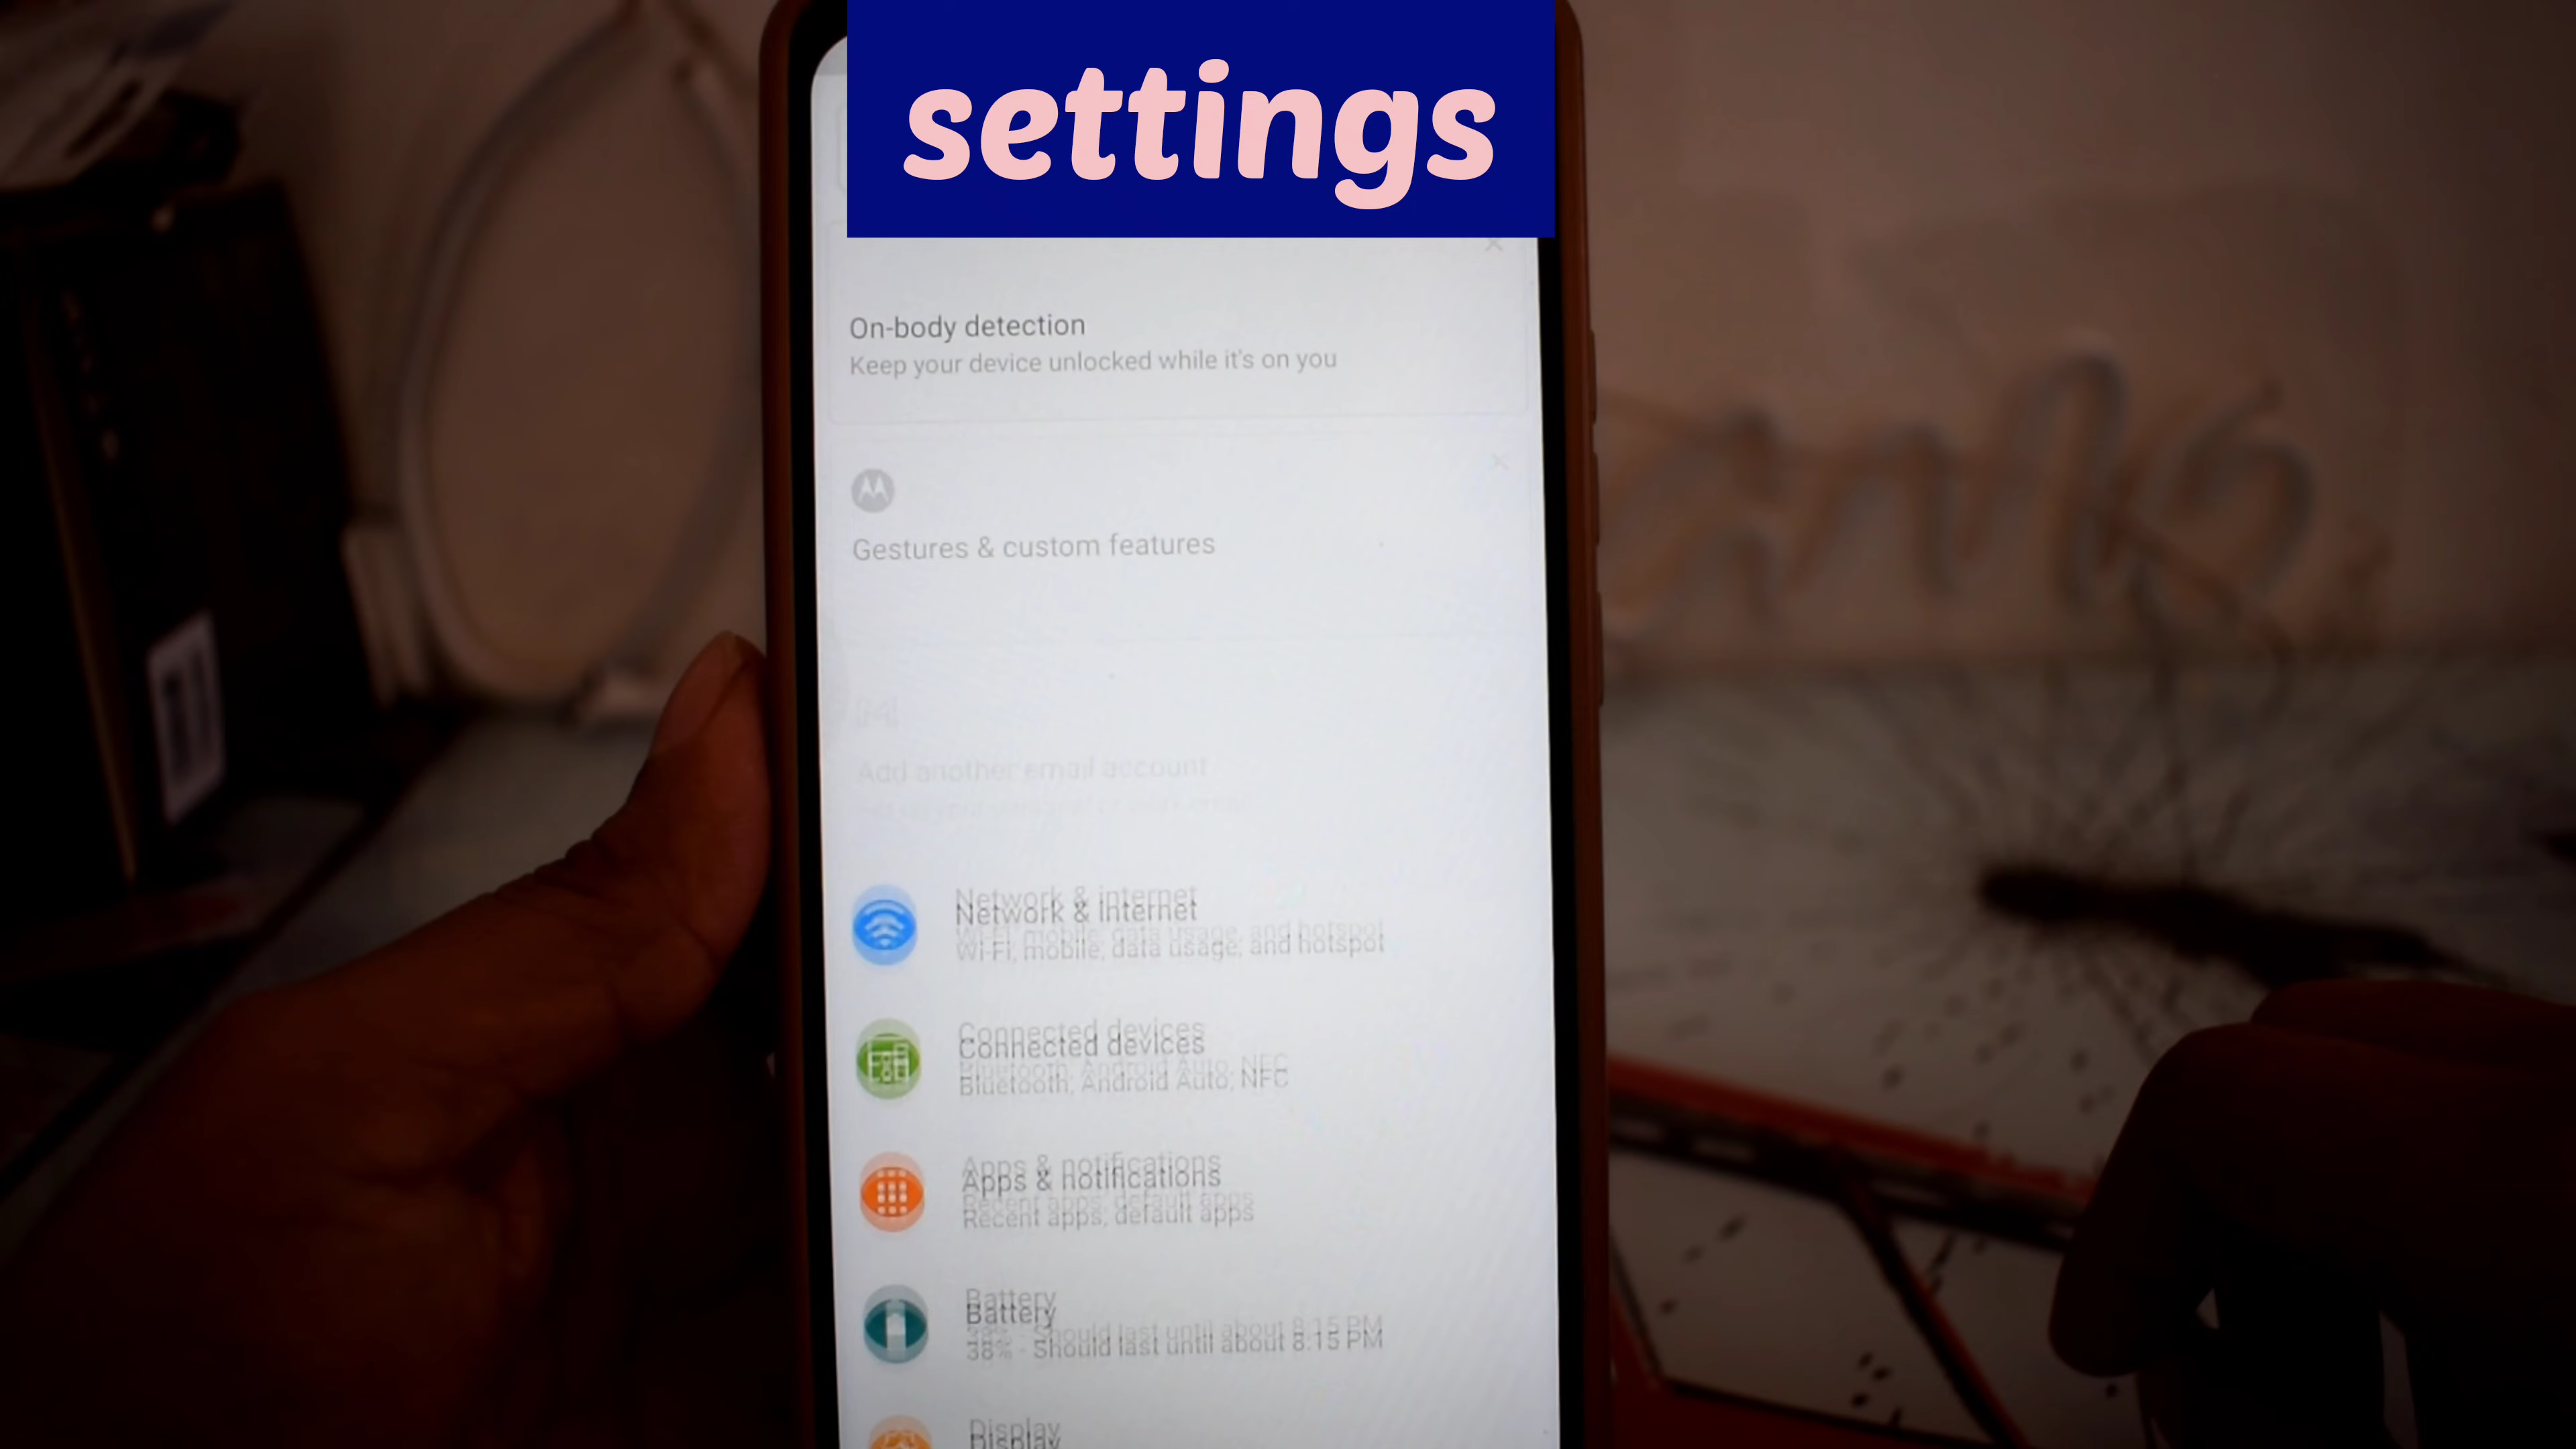 settings
On-body detection
Keep your device unlocked while it's on you
Gestures & custom features
Add another email account
Network & internet
Wi-Fi, mobile, data usage, and hotspot
Connected devices
Bluetooth, Android Auto, NFC
Apps & notifications
Recent apps, default apps
Battery
38% - Should last until about 8:15 PM
Display